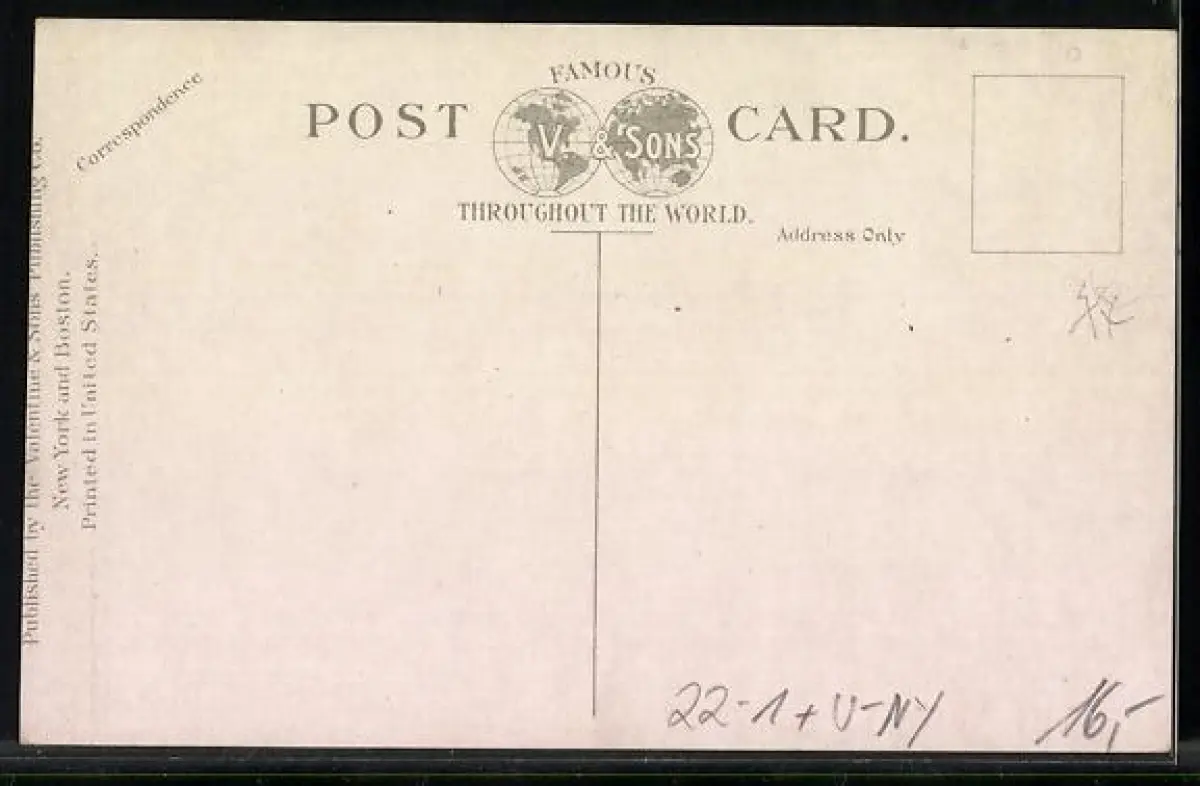 FAMOUS
POST V. & SONS CARD.
THROUGHOUT THE WORLD.
Correspondence
Address Only
Published by the Valentine & Sons Publishing Co.
New York and Boston.
Printed in United States.
22-1+U-NY
16,-